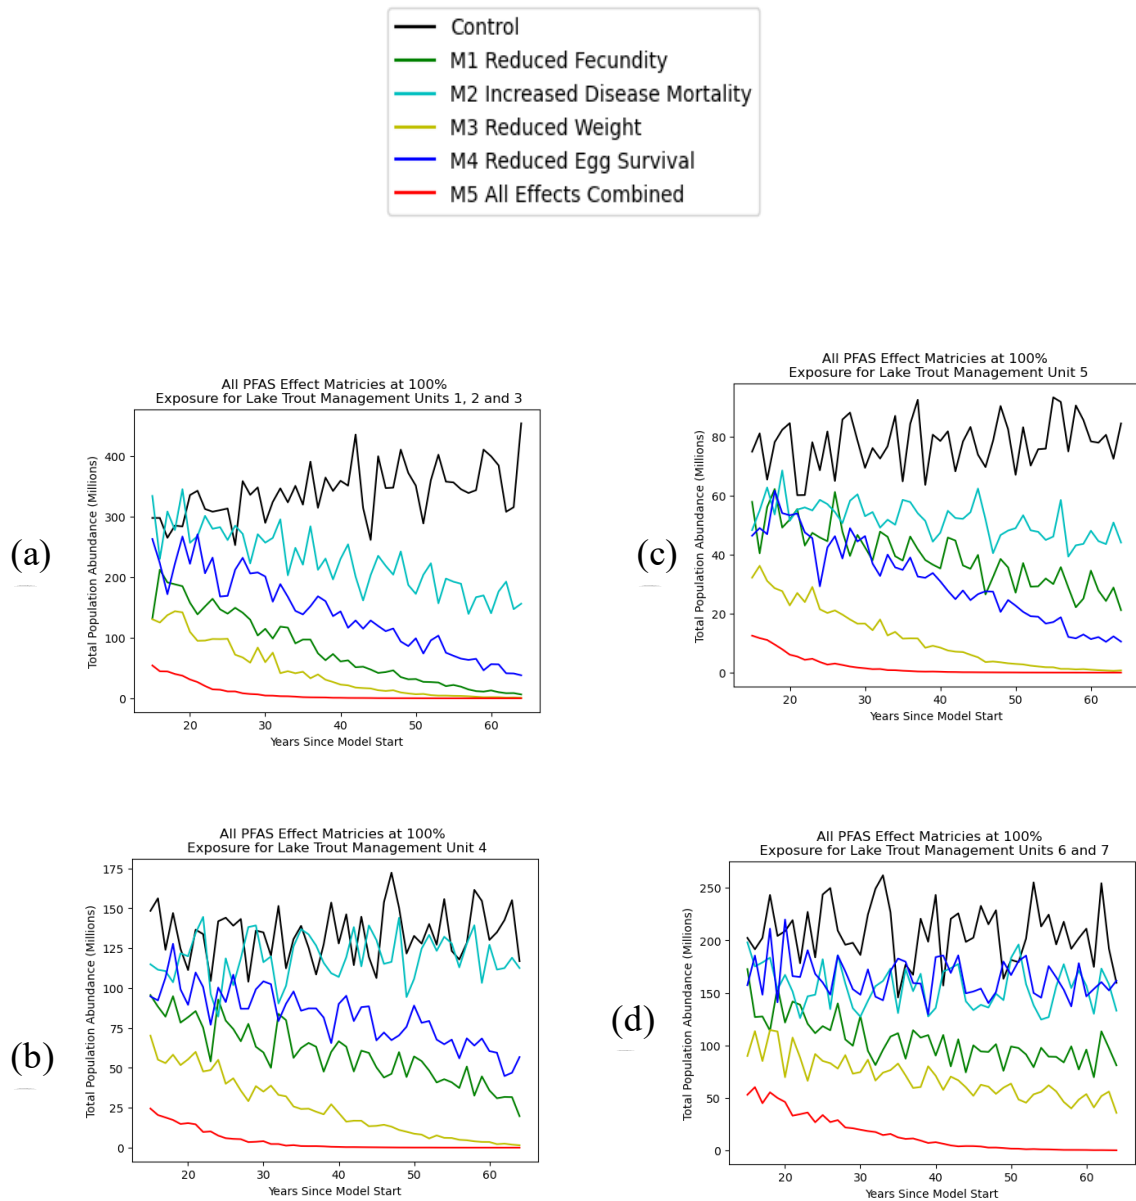 Control
M1 Reduced Fecundity
M2 Increased Disease Mortality
M3 Reduced Weight
M4 Reduced Egg Survival
M5 All Effects Combined
(a)
All PFAS Effect Matricies at 100%
Exposure for Lake Trout Management Units 1, 2 and 3
Total Population Abundance (Millions)
400
300
200
100
0
20 30 40 50 60
Years Since Model Start
(c)
All PFAS Effect Matricies at 100%
Exposure for Lake Trout Management Unit 5
Total Population Abundance (Millions)
80
60
40
20
0
20 30 40 50 60
Years Since Model Start
(b)
All PFAS Effect Matricies at 100%
Exposure for Lake Trout Management Unit 4
Total Population Abundance (Millions)
175
150
125
100
75
50
25
0
20 30 40 50 60
Years Since Model Start
(d)
All PFAS Effect Matricies at 100%
Exposure for Lake Trout Management Units 6 and 7
Total Population Abundance (Millions)
250
200
150
100
50
0
20 30 40 50 60
Years Since Model Start